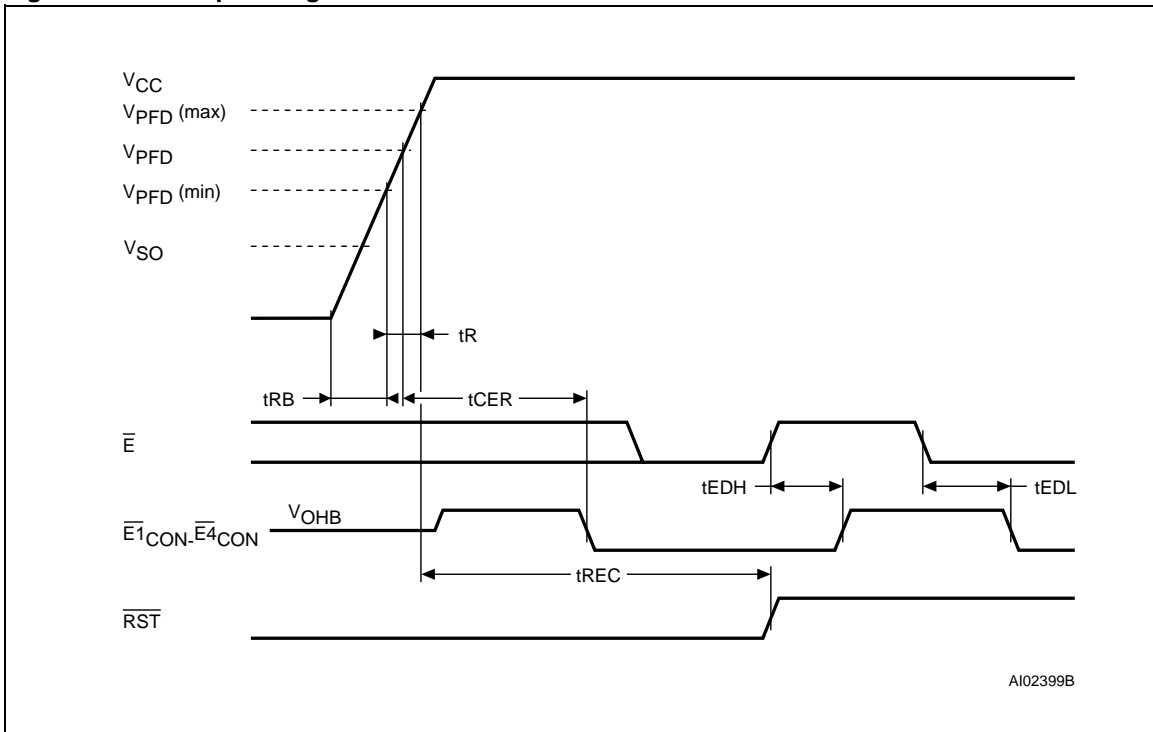 VCC
VPFD (max)
VPFD
VPFD (min)
VSO
tR
tRB
tCER
E
tEDH
tEDL
VOHB
E1CON-E4CON
tREC
RST
AI02399B